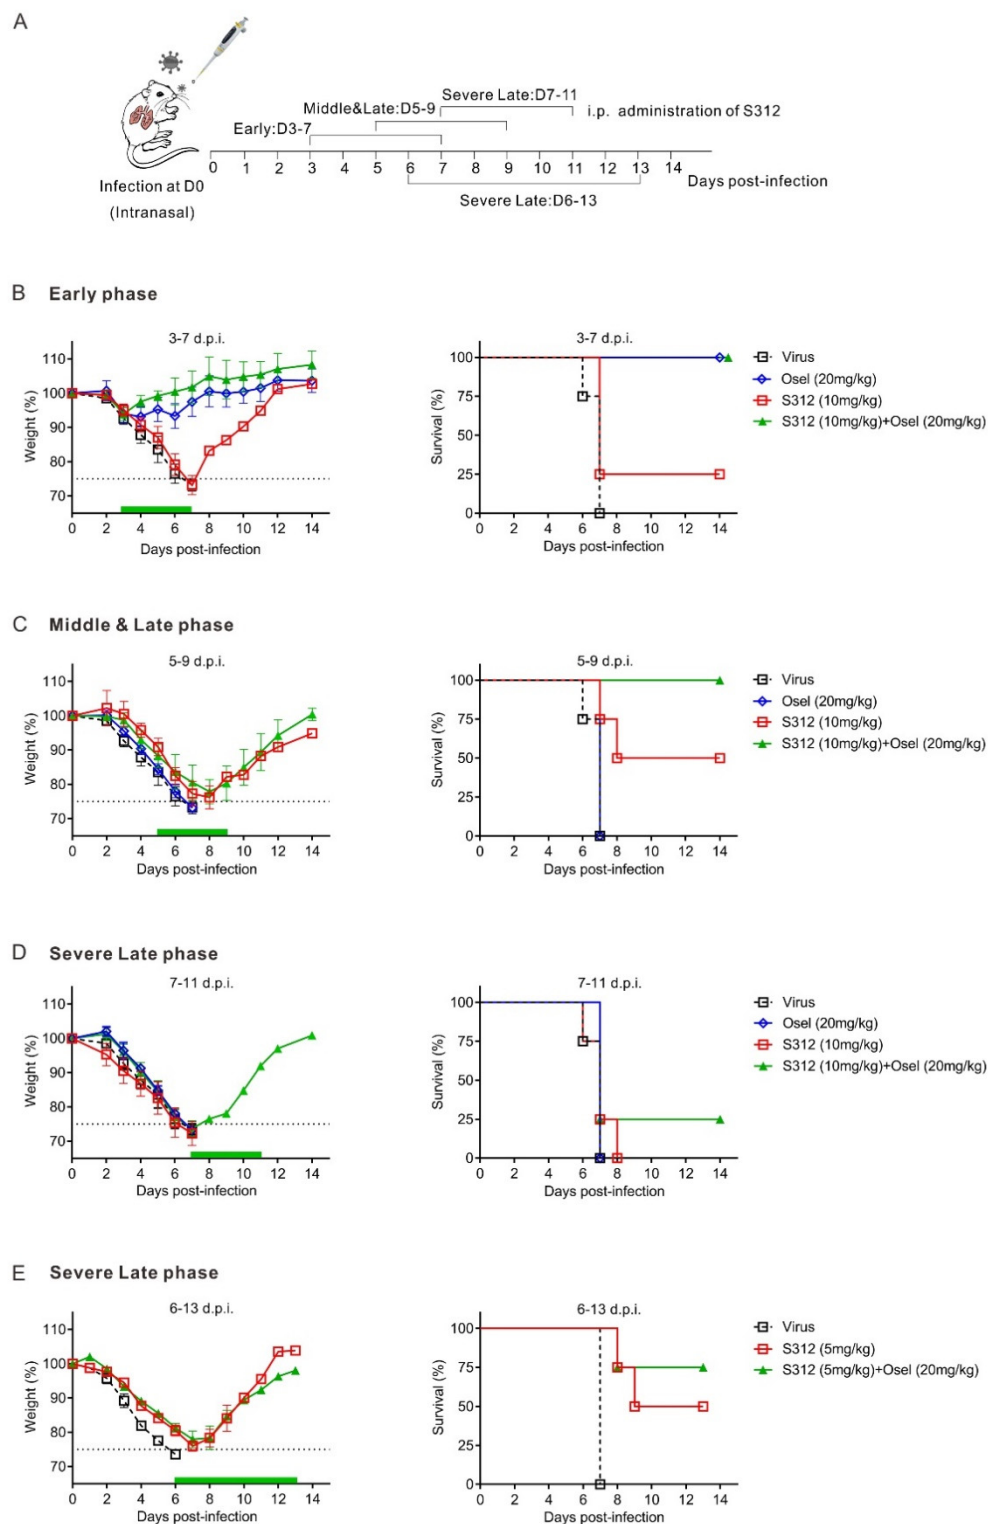 A
Severe Late:D7-11
Middle&Late:D5-9
i.p. administration of S312
Early:D3-7
0 1 2 3 4 5 6 7 8 9 10 11 12 13 14
Days post-infection
Infection at D0
(Intranasal)
Severe Late:D6-13
B Early phase
3-7 d.p.i.
Weight (%)
110
100
90
80
70
0 2 4 6 8 10 12 14
Days post-infection
3-7 d.p.i.
Survival (%)
100
75
50
25
0
0 2 4 6 8 10 12 14
Days post-infection
Virus
Osel (20mg/kg)
S312 (10mg/kg)
S312 (10mg/kg)+Osel (20mg/kg)
C Middle & Late phase
5-9 d.p.i.
Weight (%)
110
100
90
80
70
0 2 4 6 8 10 12 14
Days post-infection
5-9 d.p.i.
Survival (%)
100
75
50
25
0
0 2 4 6 8 10 12 14
Days post-infection
Virus
Osel (20mg/kg)
S312 (10mg/kg)
S312 (10mg/kg)+Osel (20mg/kg)
D Severe Late phase
7-11 d.p.i.
Weight (%)
110
100
90
80
70
0 2 4 6 8 10 12 14
Days post-infection
7-11 d.p.i.
Survival (%)
100
75
50
25
0
0 2 4 6 8 10 12 14
Days post-infection
Virus
Osel (20mg/kg)
S312 (10mg/kg)
S312 (10mg/kg)+Osel (20mg/kg)
E Severe Late phase
6-13 d.p.i.
Weight (%)
110
100
90
80
70
0 2 4 6 8 10 12 14
Days post-infection
6-13 d.p.i.
Survival (%)
100
75
50
25
0
0 2 4 6 8 10 12 14
Days post-infection
Virus
S312 (5mg/kg)
S312 (5mg/kg)+Osel (20mg/kg)